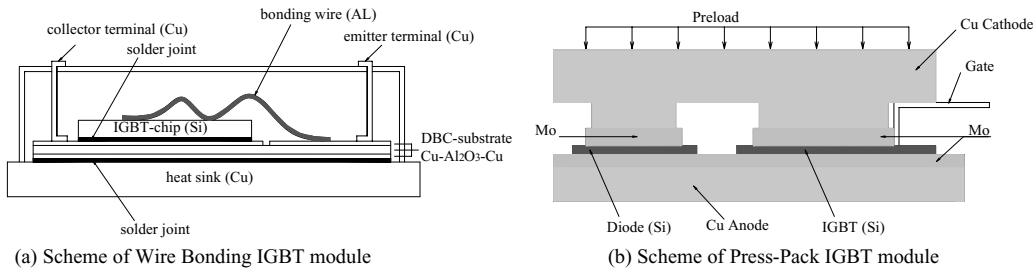 bonding wire (AL)
collector terminal (Cu)
solder joint
emitter terminal (Cu)
IGBT-chip (Si)
DBC-substrate
Cu-Al2O3-Cu
heat sink (Cu)
solder joint
(a) Scheme of Wire Bonding IGBT module
Preload
Cu Cathode
Gate
Mo
Mo
Diode (Si)
Cu Anode
IGBT (Si)
(b) Scheme of Press-Pack IGBT module